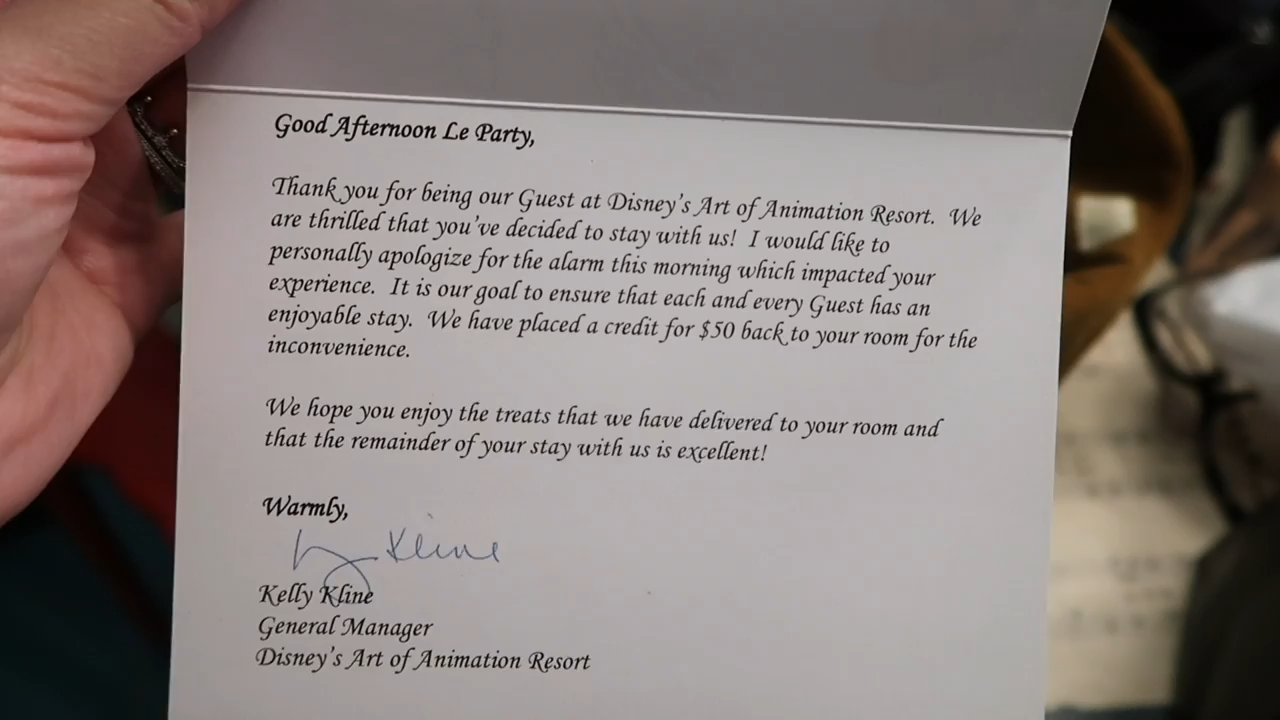 Good Afternoon Le Party,
Thank you for being our Guest at Disney's Art of Animation Resort. We
are thrilled that you've decided to stay with us! I would like to
personally apologize for the alarm this morning which impacted your
experience. It is our goal to ensure that each and every Guest has an
enjoyable stay. We have placed a credit for $50 back to your room for the
inconvenience.
We hope you enjoy the treats that we have delivered to your room and
that the remainder of your stay with us is excellent!
Warmly,
Kline
Kelly Kline
General Manager
Disney's Art of Animation Resort